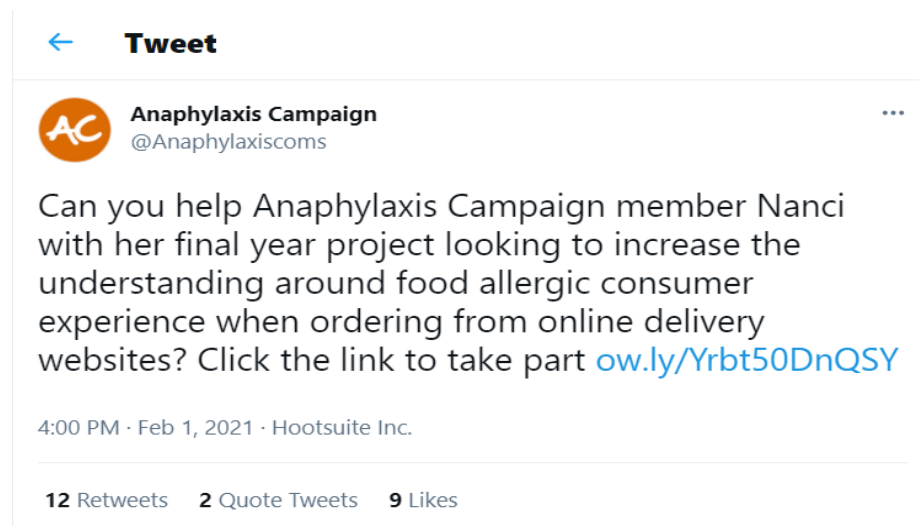 ← Tweet
AC
Anaphylaxis Campaign
@Anaphylaxiscoms
Can you help Anaphylaxis Campaign member Nanci
with her final year project looking to increase the
understanding around food allergic consumer
experience when ordering from online delivery
websites? Click the link to take part ow.ly/Yrbt50DnQSY
4:00 PM · Feb 1, 2021 · Hootsuite Inc.
12 Retweets 2 Quote Tweets 9 Likes